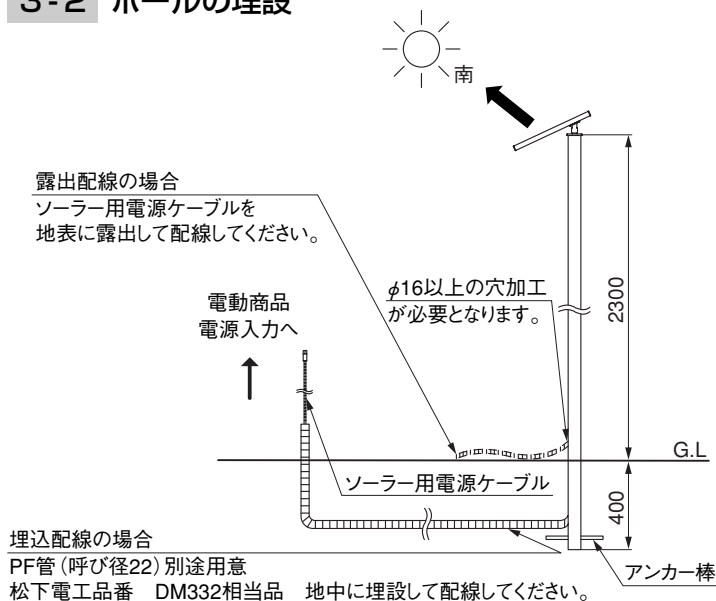 3-2 ポールの埋設
南
露出配線の場合
ソーラー用電源ケーブルを
地表に露出して配線してください。
電動商品
電源入力へ
φ16以上の穴加工
が必要となります。
2300
G.L
ソーラー用電源ケーブル
400
埋込配線の場合
PF管(呼び径22)別途用意
松下電工品番 DM332相当品 地中に埋設して配線してください。
アンカー棒